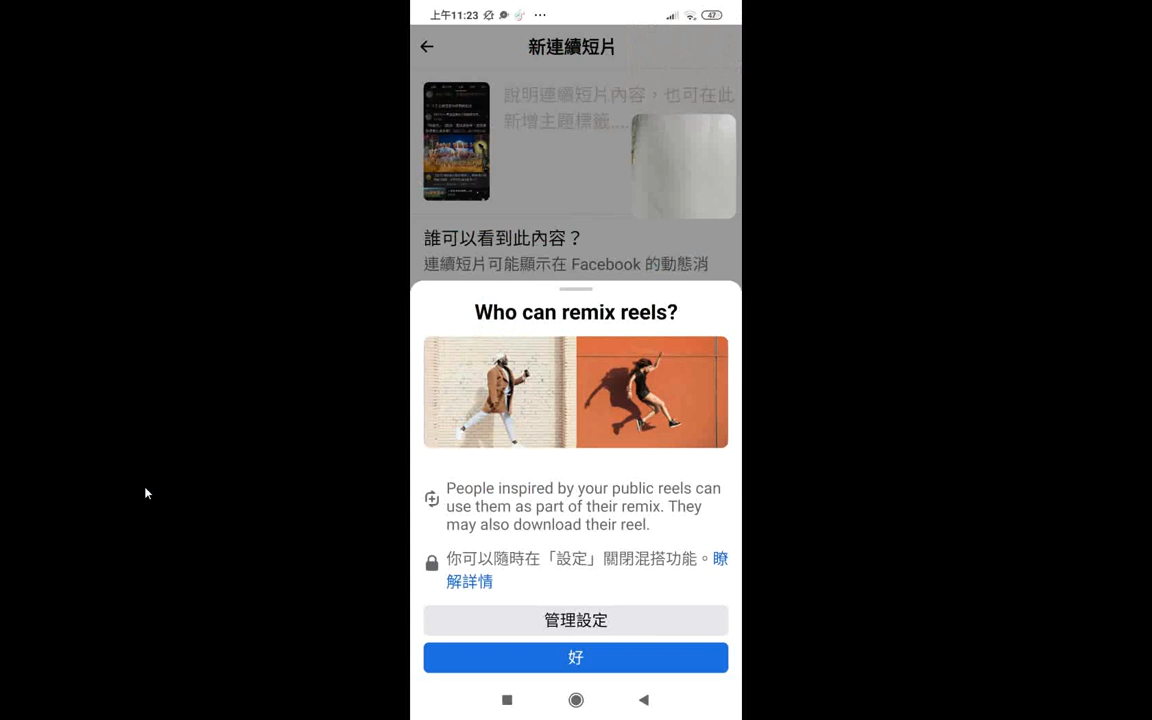 上午11:23
47
新連續短片
說明連續短片內容，也可在此
新增主題標籤....
誰可以看到此內容？
連續短片可能顯示在 Facebook 的動態消
Who can remix reels?
People inspired by your public reels can
use them as part of their remix. They
may also download their reel.
你可以隨時在「設定」關閉混搭功能。瞭
解詳情
管理設定
好